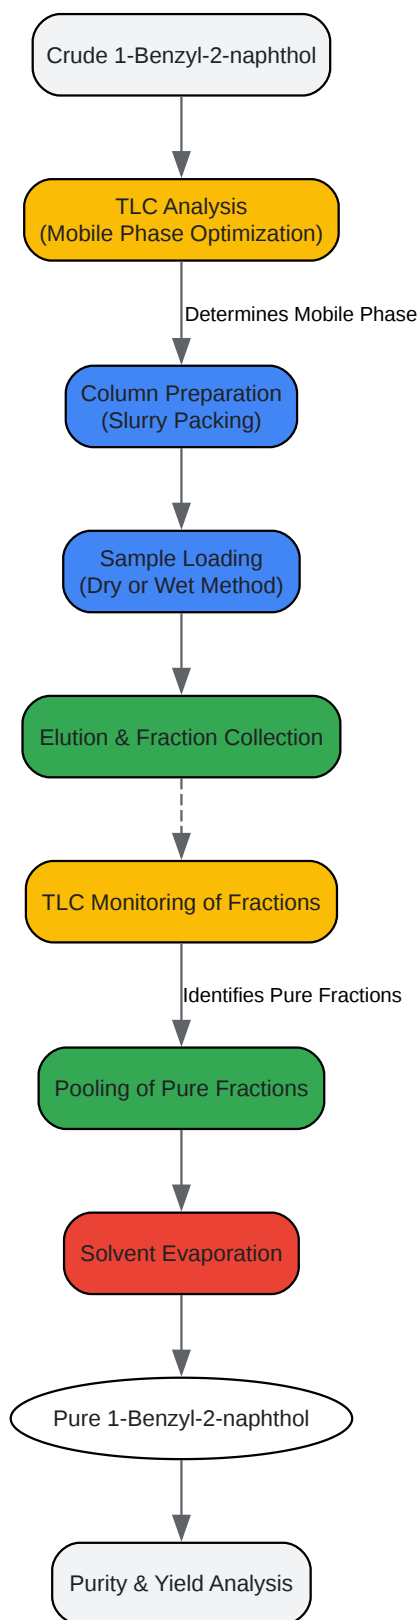 Crude 1-Benzyl-2-naphthol
TLC Analysis
(Mobile Phase Optimization)
Determines Mobile Phase
Column Preparation
(Slurry Packing)
Sample Loading
(Dry or Wet Method)
Elution & Fraction Collection
TLC Monitoring of Fractions
Identifies Pure Fractions
Pooling of Pure Fractions
Solvent Evaporation
Pure 1-Benzyl-2-naphthol
Purity & Yield Analysis